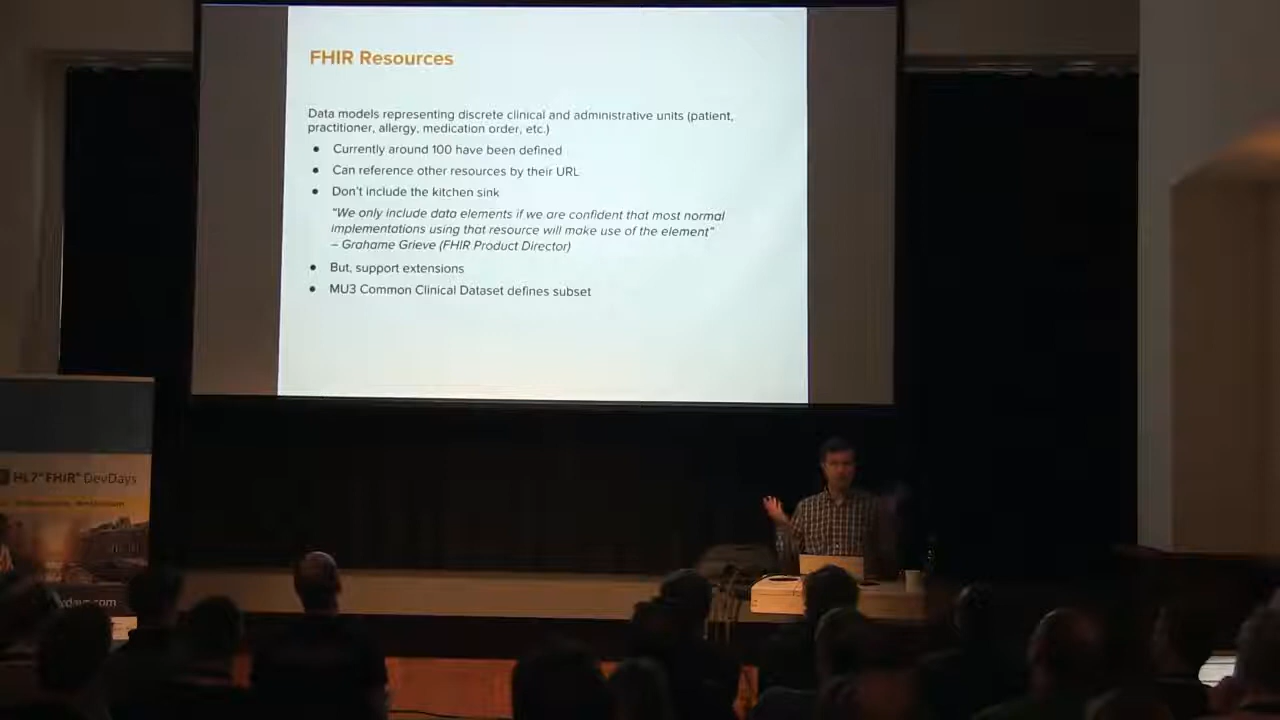 FHIR Resources
Data models representing discrete clinical and administrative units (patient,
practitioner, allergy, medication order, etc.)
• Currently around 100 have been defined
• Can reference other resources by their URL
• Don't include the kitchen sink
"We only include data elements if we are confident that most normal
implementations using that resource will make use of the element"
– Grahame Grieve (FHIR Product Director)
• But, support extensions
• MU3 Common Clinical Dataset defines subset
HL7® FHIR® DevDays